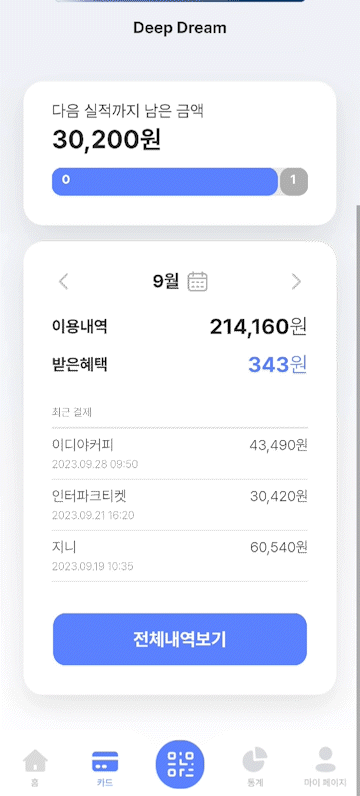 Deep Dream
다음 실적까지 남은 금액
30,200원
0 1
9월
이용내역 214,160원
받은혜택 343원
최근 결제
이디야커피 43,490원
2023.09.28 09:50
인터파크티켓 30,420원
2023.09.21 16:20
지니 60,540원
2023.09.19 10:35
전체내역보기
홈 카드 통계 마이 페이지